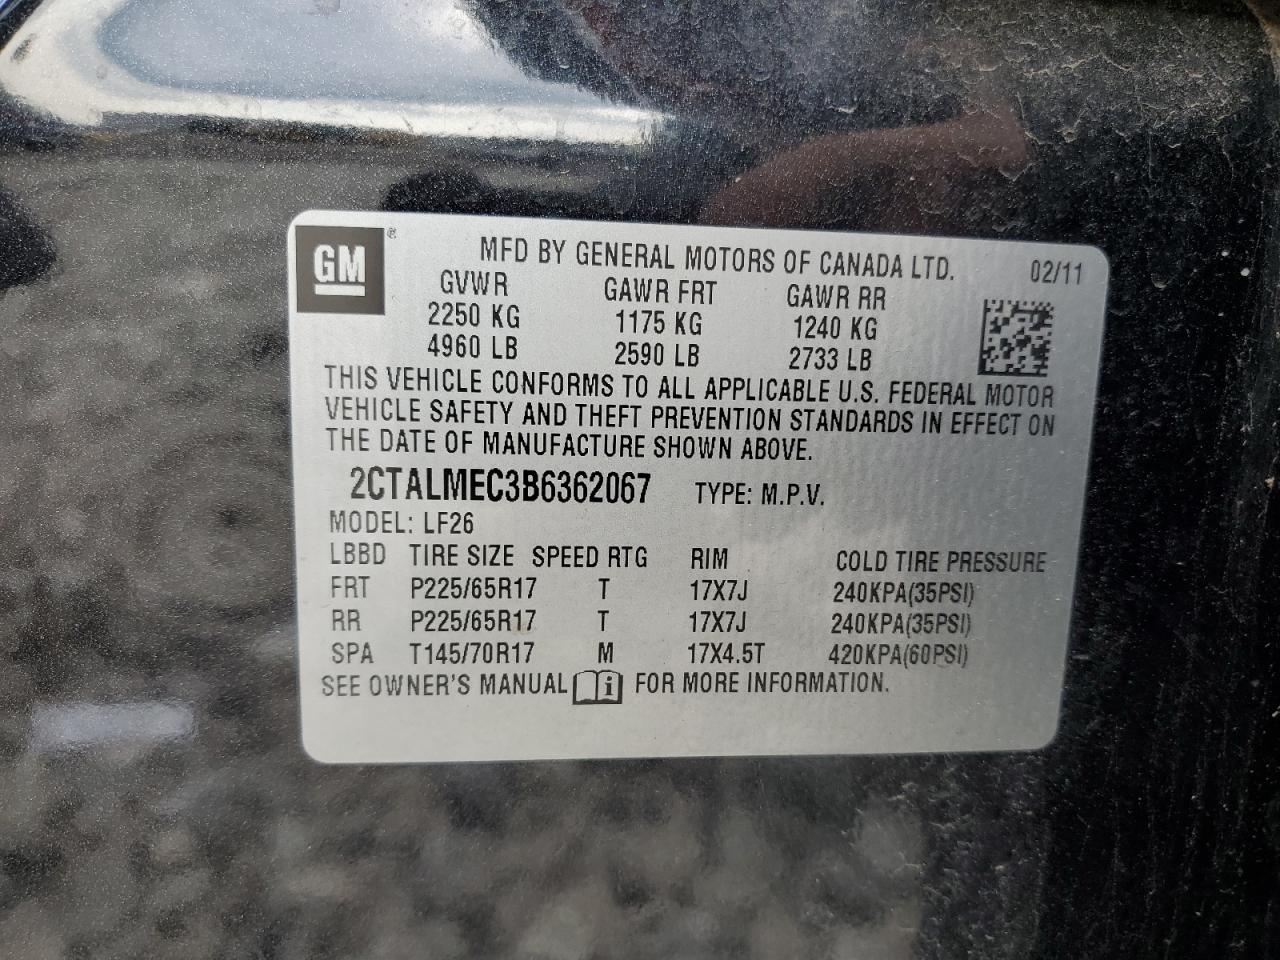 GM ®
MFD BY GENERAL MOTORS OF CANADA LTD. 02/11
GVWR GAWR FRT GAWR RR
2250 KG 1175 KG 1240 KG
4960 LB 2590 LB 2733 LB
THIS VEHICLE CONFORMS TO ALL APPLICABLE U.S. FEDERAL MOTOR
VEHICLE SAFETY AND THEFT PREVENTION STANDARDS IN EFFECT ON
THE DATE OF MANUFACTURE SHOWN ABOVE.
2CTALMEC3B6362067 TYPE: M.P.V.
MODEL: LF26
LBBD TIRE SIZE SPEED RTG RIM COLD TIRE PRESSURE
FRT P225/65R17 T 17X7J 240KPA(35PSI)
RR P225/65R17 T 17X7J 240KPA(35PSI)
SPA T145/70R17 M 17X4.5T 420KPA(60PSI)
SEE OWNER'S MANUAL i FOR MORE INFORMATION.